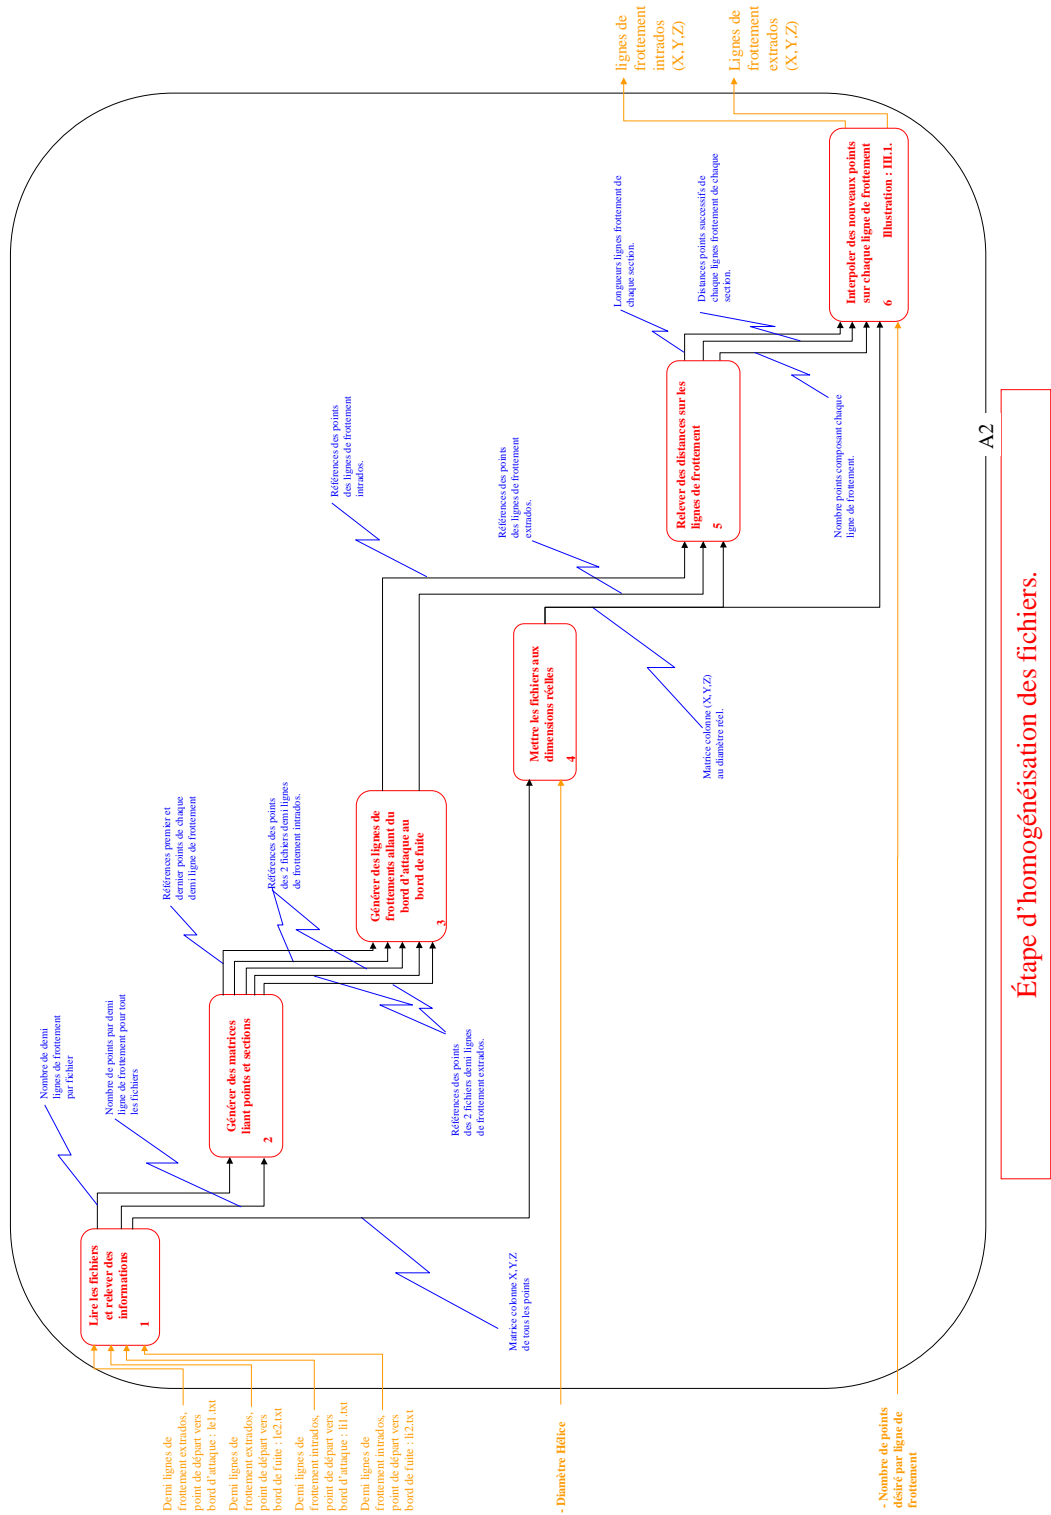 Demi lignes de
frottement extrados,
point de départ vers
bord d'attaque : le1.txt
Demi lignes de
frottement extrados,
point de départ vers
bord de fuite : le2.txt
Demi lignes de
frottement intrados,
point de départ vers
bord d'attaque : li1.txt
Demi lignes de
frottement intrados,
point de départ vers
bord de fuite : li2.txt
- Diamètre Hélice
- Nombre de points
désiré par ligne de
frottement
Lire les fichiers
et relever des
informations
1
Nombre de demi
lignes de frottement
par fichier
Nombre de points par demi
ligne de frottement pour tout
les fichiers
Matrice colonne X,Y,Z
de tous les points
Générer des matrices
liant points et sections
2
Références premier et
dernier points de chaque
demi ligne de frottement
Références des points
des 2 fichiers demi lignes
de frottement intrados.
Références des points
des 2 fichiers demi lignes
de frottement extrados.
Générer des lignes de
frottements allant du
bord d'attaque au
bord de fuite
3
Références des points
des lignes de frottement
intrados.
Références des points
des lignes de frottement
extrados.
Mettre les fichiers aux
dimensions réelles
4
Matrice colonne (X,Y,Z)
au diamètre réel.
Relever des distances sur les
lignes de frottement
5
Longueurs lignes frottement de
chaque section.
Distances points successifs de
chaque lignes frottement de chaque
section.
Nombre points composant chaque
ligne de frottement.
Interpoler des nouveaux points
sur chaque ligne de frottement
6 Illustration : III.1.
lignes de
frottement
intrados
(X,Y,Z)
Lignes de
frottement
extrados
(X,Y,Z)
A2
Étape d'homogénéisation des fichiers.